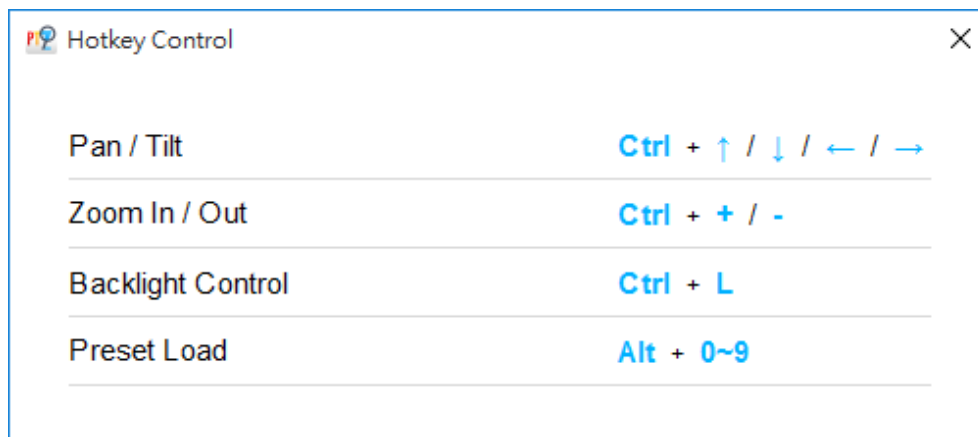 Hotkey Control
Pan / Tilt Ctrl + ↑ / ↓ / ← / →
Zoom In / Out Ctrl + + / -
Backlight Control Ctrl + L
Preset Load Alt + 0~9